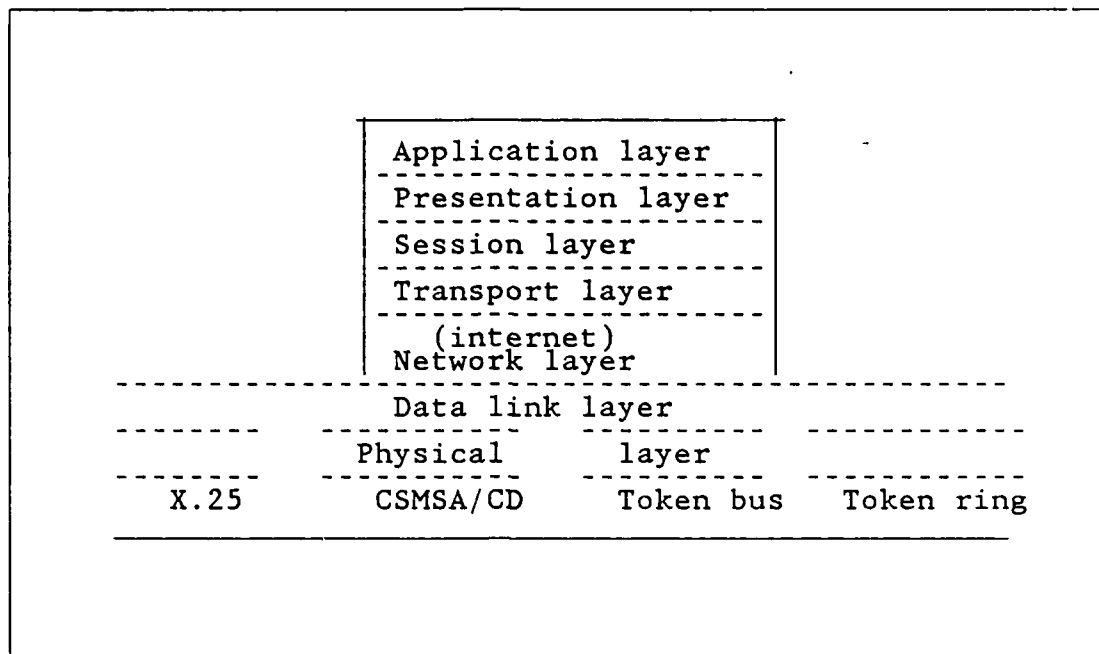 Application layer
Presentation layer
Session layer
Transport layer
(internet)
Network layer
Data link layer
Physical layer
X.25 CSMSA/CD Token bus Token ring